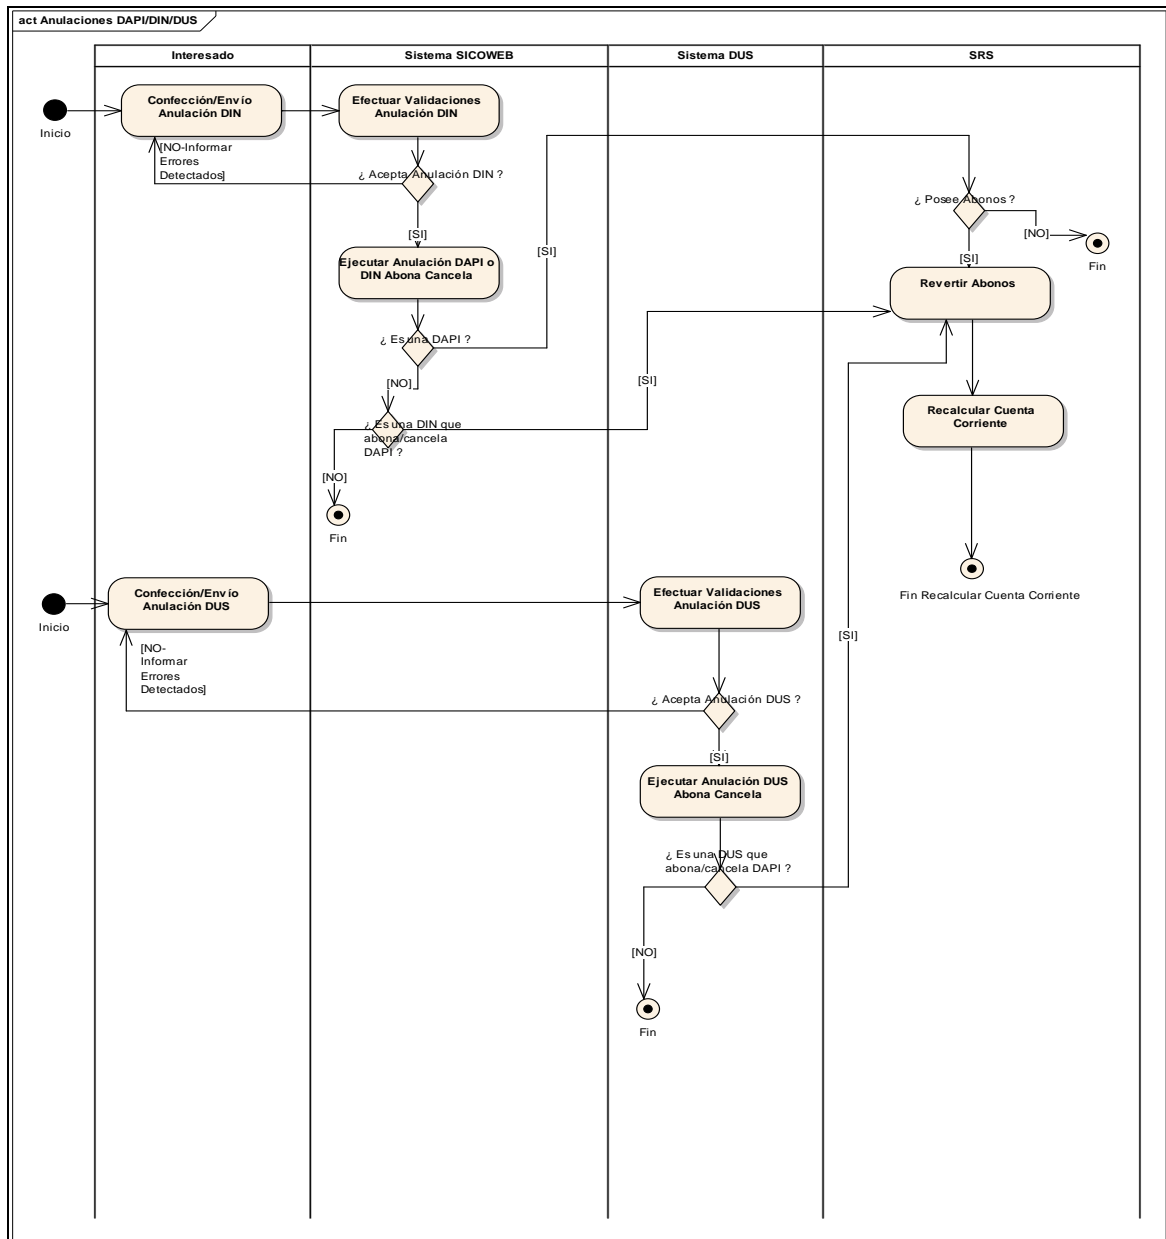 act Anulaciones DAPI/DIN/DUS
Interesado
Sistema SICOWEB
Sistema DUS
SRS
Inicio
Confección/Envío
Anulación DIN
Efectuar Validaciones
Anulación DIN
[NO-Informar
Errores
Detectados]
¿ Acepta Anulación DIN ?
[SI]
Ejecutar Anulación DAPI o
DIN Abona Cancela
¿ Es una DAPI ?
[SI]
[NO]
¿ Es una DIN que
abona/cancela
DAPI ?
[SI]
[NO]
Fin
¿ Posee Abonos ?
[NO]
Fin
[SI]
Revertir Abonos
Recalcular Cuenta
Corriente
Fin Recalcular Cuenta Corriente
Inicio
Confección/Envío
Anulación DUS
Efectuar Validaciones
Anulación DUS
[NO-
Informar
Errores
Detectados]
¿ Acepta Anulación DUS ?
[SI]
Ejecutar Anulación DUS
Abona Cancela
¿ Es una DUS que
abona/cancela DAPI ?
[SI]
[NO]
Fin